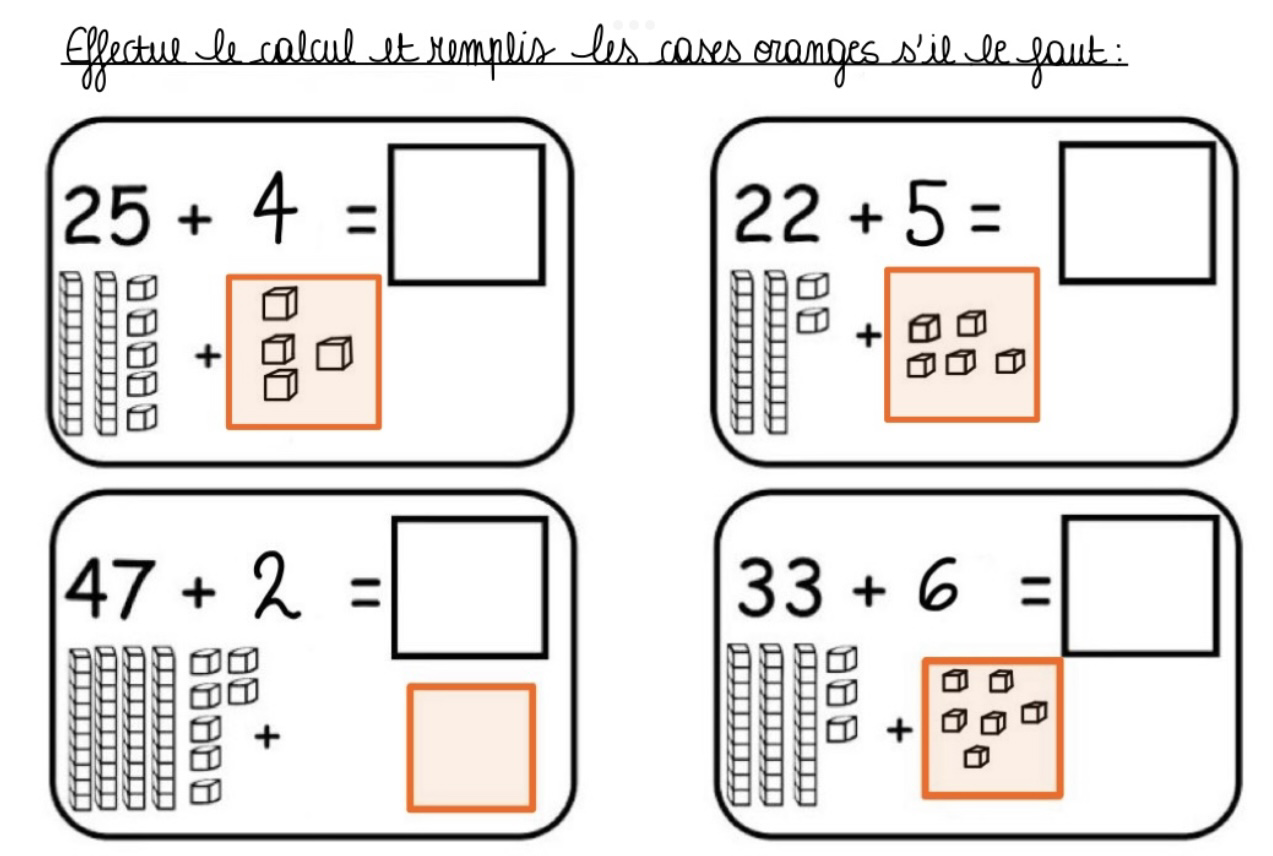 Effectue le calcul et remplis les cases oranges s'il le faut :
25 + 4 =
22 + 5 =
+
+
47 + 2 =
33 + 6 =
+
+